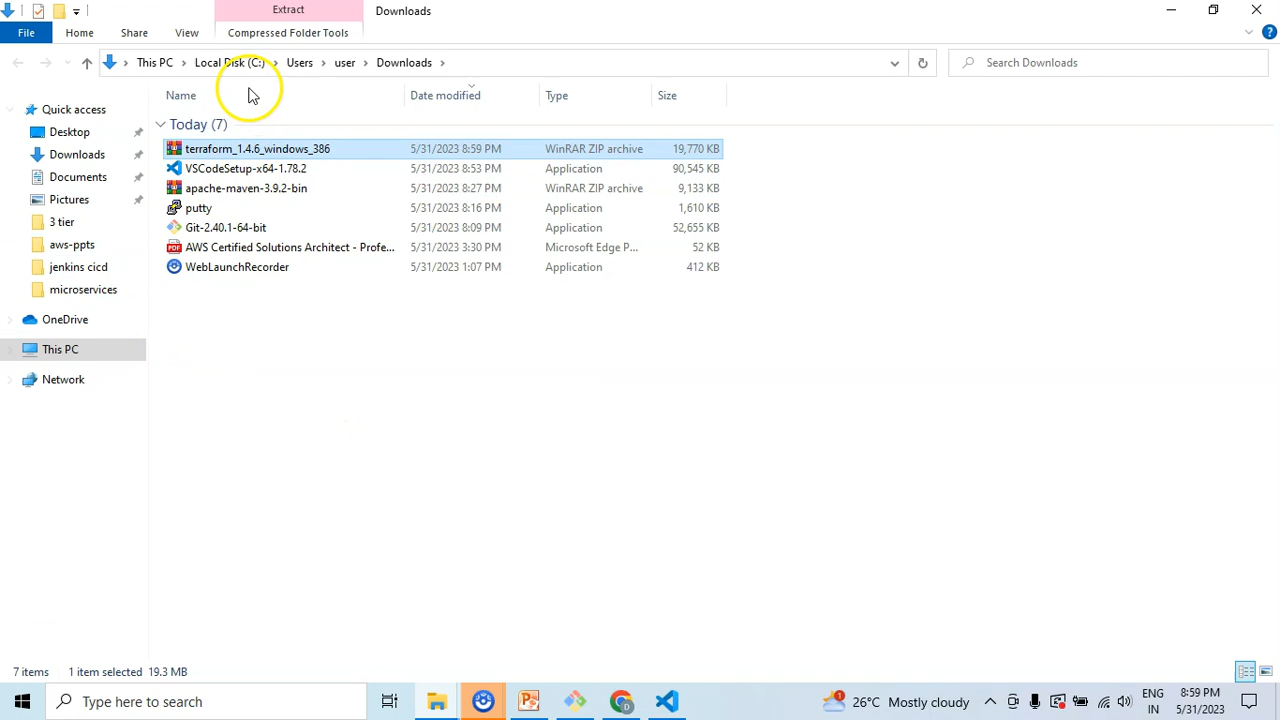 Extract Downloads
File Home Share View Compressed Folder Tools
This PC Local Disk (C:) Users user Downloads Search Downloads
Name Date modified Type Size
Quick access
Desktop
Downloads
Documents
Pictures
3 tier
aws-ppts
jenkins cicd
microservices
OneDrive
This PC
Network
Today (7)
terraform_1.4.6_windows_386 5/31/2023 8:59 PM WinRAR ZIP archive 19,770 KB
VSCodeSetup-x64-1.78.2 5/31/2023 8:53 PM Application 90,545 KB
apache-maven-3.9.2-bin 5/31/2023 8:27 PM WinRAR ZIP archive 9,133 KB
putty 5/31/2023 8:16 PM Application 1,610 KB
Git-2.40.1-64-bit 5/31/2023 8:09 PM Application 52,655 KB
AWS Certified Solutions Architect - Profe... 5/31/2023 3:30 PM Microsoft Edge P... 52 KB
WebLaunchRecorder 5/31/2023 1:07 PM Application 412 KB
7 items 1 item selected 19.3 MB
Type here to search 26°C Mostly cloudy ENG 8:59 PM
IN 5/31/2023